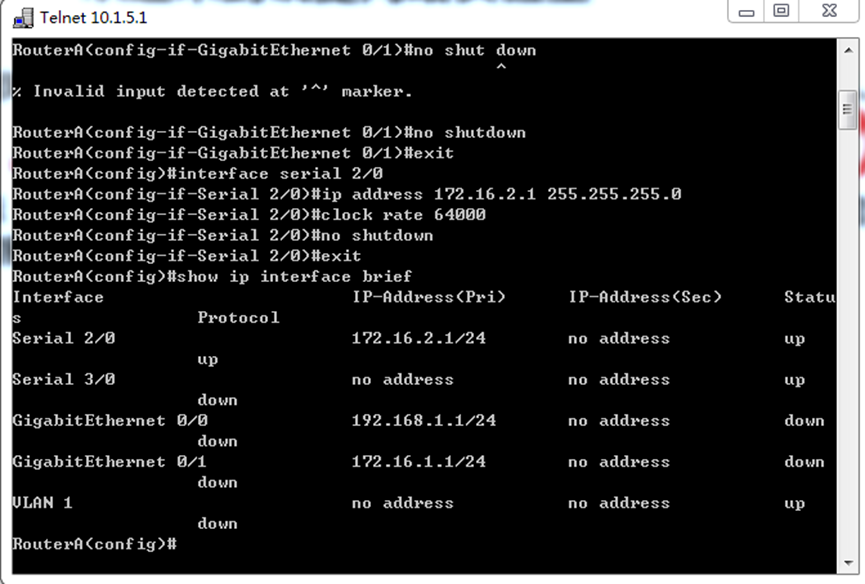 Telnet 10.1.5.1
RouterA(config-if-GigabitEthernet 0/1)#no shut down
^
% Invalid input detected at '^' marker.
RouterA(config-if-GigabitEthernet 0/1)#no shutdown
RouterA(config-if-GigabitEthernet 0/1)#exit
RouterA(config)#interface serial 2/0
RouterA(config-if-Serial 2/0)#ip address 172.16.2.1 255.255.255.0
RouterA(config-if-Serial 2/0)#clock rate 64000
RouterA(config-if-Serial 2/0)#no shutdown
RouterA(config-if-Serial 2/0)#exit
RouterA(config)#show ip interface brief
Interface                        IP-Address(Pri)      IP-Address(Sec)      Statu
s                 Protocol
Serial 2/0                       172.16.2.1/24        no address           up
                  up
Serial 3/0                       no address           no address           up
                  down
GigabitEthernet 0/0              192.168.1.1/24       no address           down
                  down
GigabitEthernet 0/1              172.16.1.1/24        no address           down
                  down
VLAN 1                           no address           no address           up
                  down
RouterA(config)#